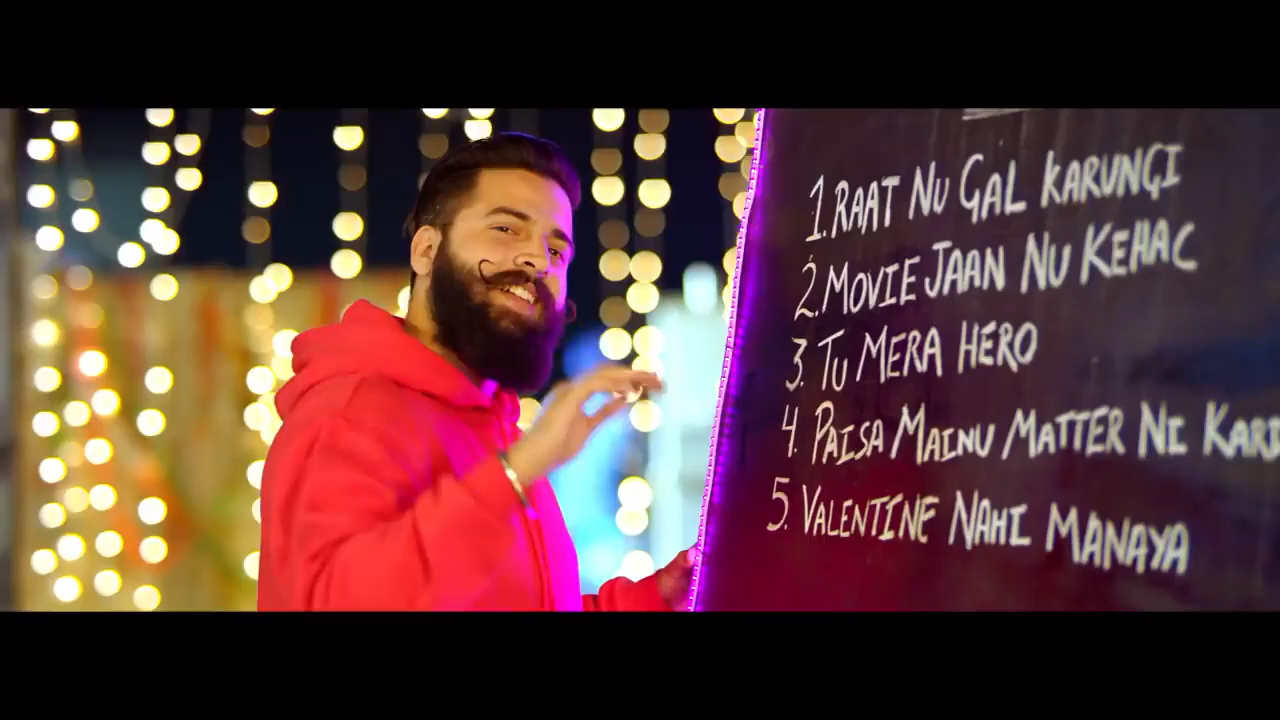 1. RAAT NU GAL KARUNGI
2. MOVIE JAAN NU KEHAC
3. TU MERA HERO
4. PAISA MAINU MATTER NI KARD
5. VALENTINE NAHI MANAYA